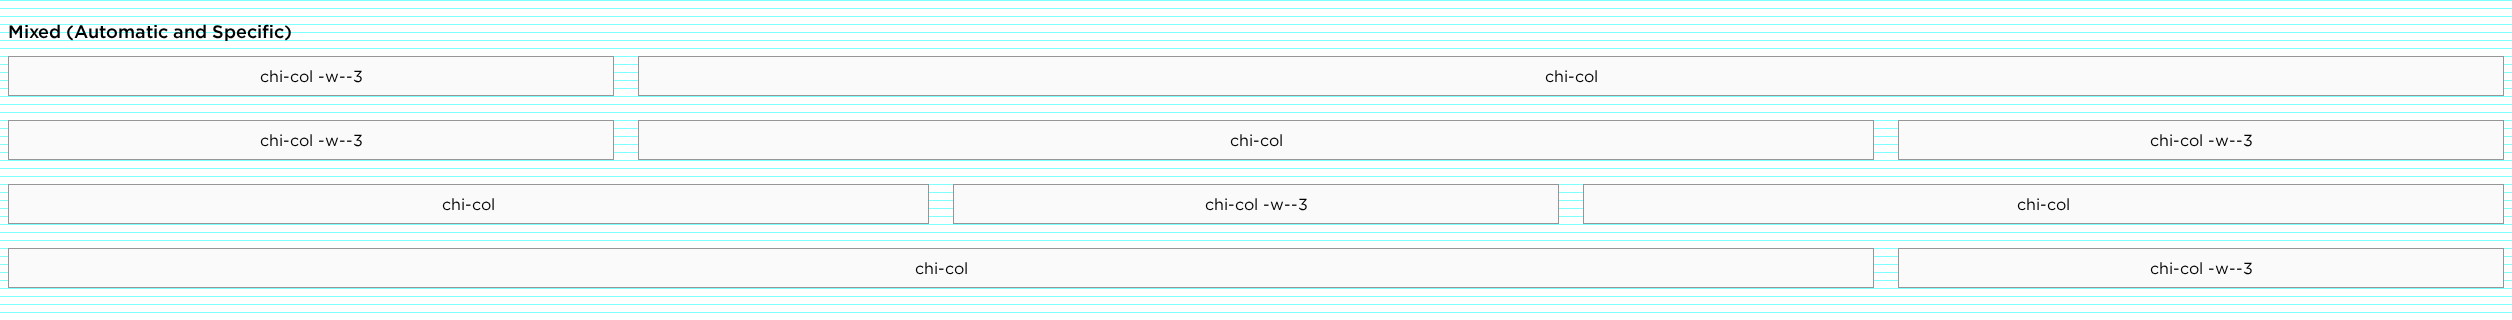 Mixed (Automatic and Specific)
chi-col -w--3 chi-col
chi-col -w--3 chi-col chi-col -w--3
chi-col chi-col -w--3 chi-col
chi-col chi-col -w--3